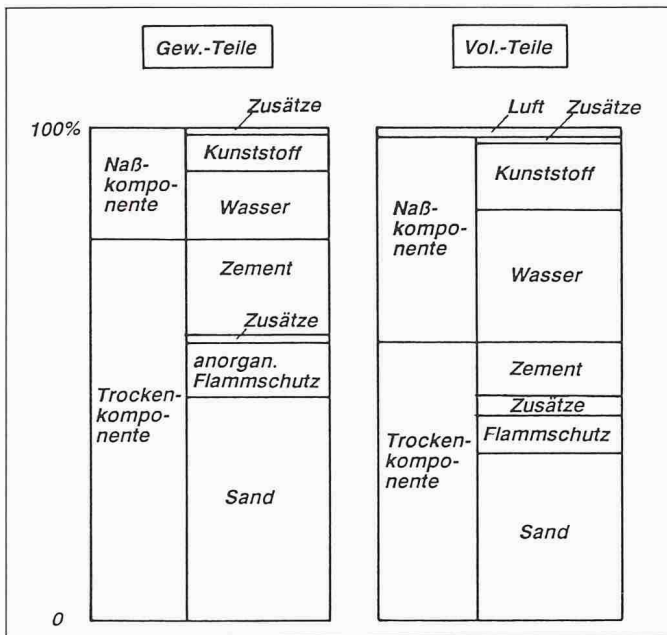 Gew.-Teile
Vol.-Teile
Zusätze
Luft
Zusätze
100%
Naß-
kompo-
nente
Kunststoff
Wasser
Zement
Zusätze
anorgan.
Flammschutz
Trocken-
kompo-
nente
Sand
0
Naß-
kompo-
nente
Kunststoff
Wasser
Zement
Zusätze
Flammschutz
Trocken-
kompo-
nente
Sand